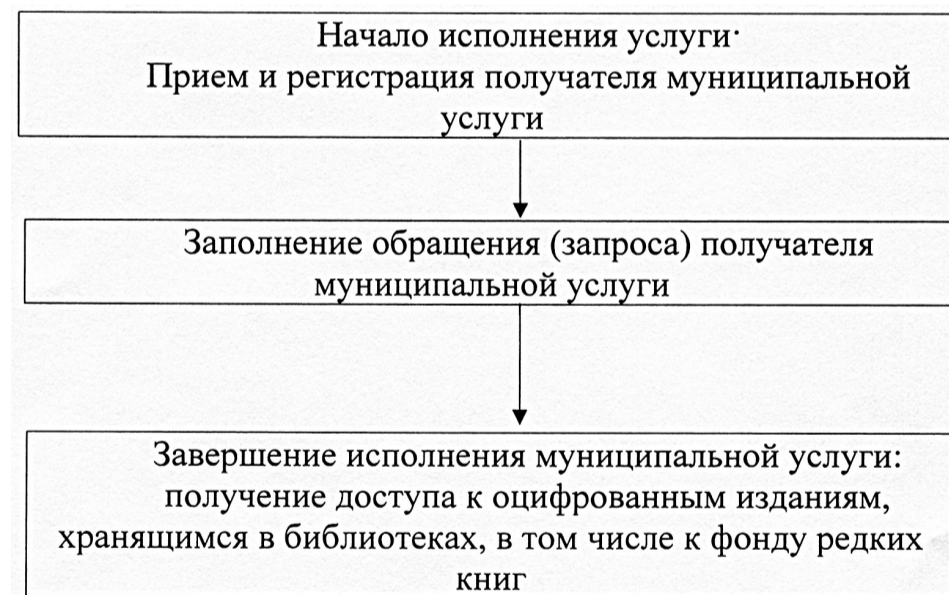 Начало исполнения услуги·
Прием и регистрация получателя муниципальной
услуги
Заполнение обращения (запроса) получателя
муниципальной услуги
Завершение исполнения муниципальной услуги:
получение доступа к оцифрованным изданиям,
хранящимся в библиотеках, в том числе к фонду редких
книг